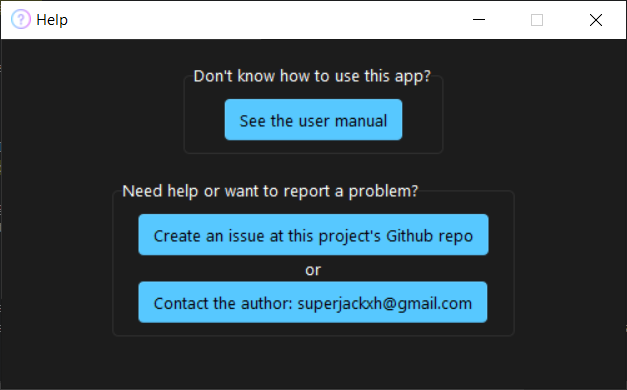 Help
Don't know how to use this app?
See the user manual
Need help or want to report a problem?
Create an issue at this project's Github repo
or
Contact the author: superjackxh@gmail.com